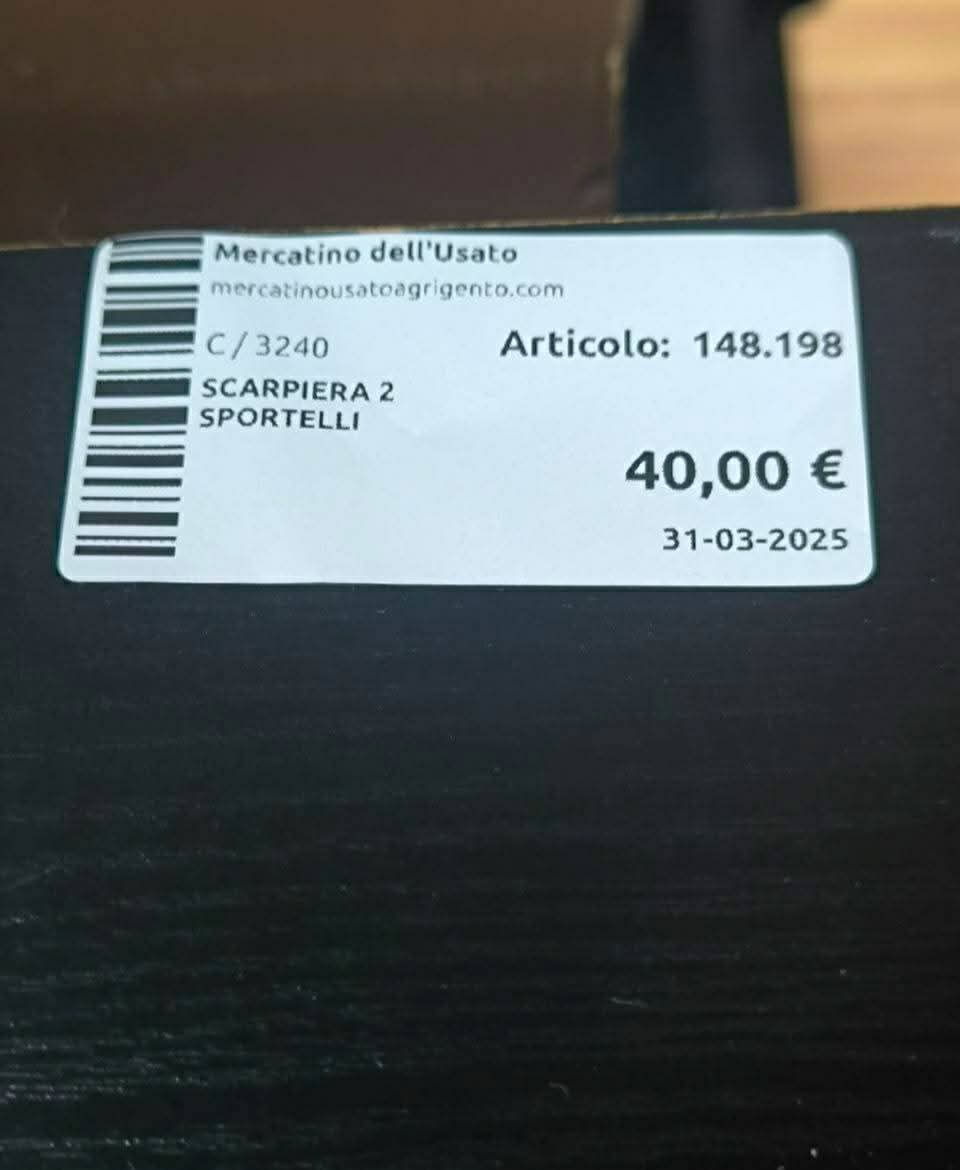 Mercatino dell'Usato
mercatinousatoagrigento.com
C/3240
Articolo: 148.198
SCARPIERA 2
SPORTELLI
40,00 €
31-03-2025